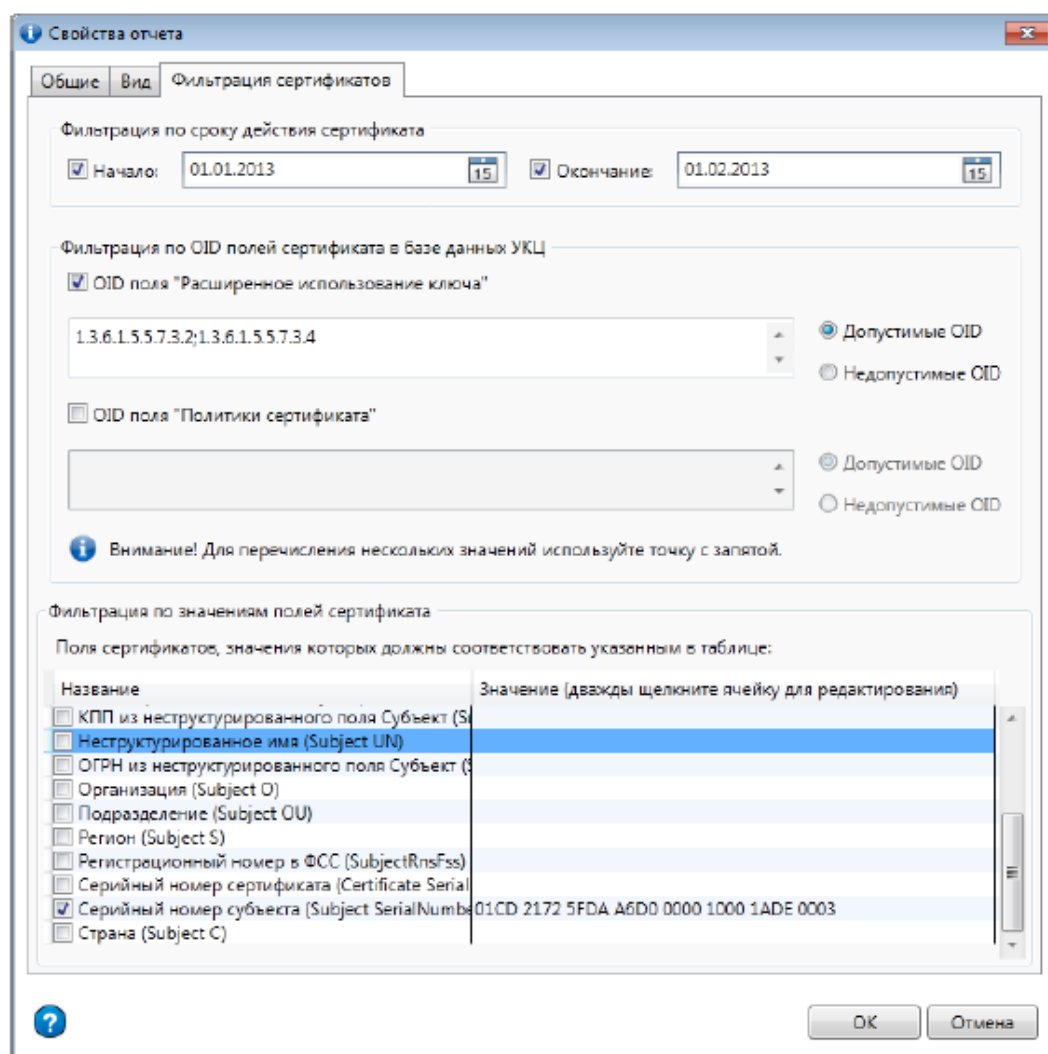 Свойства отчета
Общие
Вид
Фильтрация сертификатов
Фильтрация по сроку действия сертификата
Начало: 01.01.2013 15 Окончание: 01.02.2013 15
Фильтрация по OID полей сертификата в базе данных УКЦ
OID поля "Расширенное использование ключа"
1.3.6.1.5.5.7.3.2;1.3.6.1.5.5.7.3.4
Допустимые OID
Недопустимые OID
OID поля "Политики сертификата"
Допустимые OID
Недопустимые OID
Внимание! Для перечисления нескольких значений используйте точку с запятой.
Фильтрация по значениям полей сертификата
Поля сертификатов, значения которых должны соответствовать указанным в таблице:
Название Значение (дважды щелкните ячейку для редактирования)
КПП из неструктурированного поля Субъект (Su
Неструктурированное имя (Subject UN)
ОГРН из неструктурированного поля Субъект (S
Организация (Subject O)
Подразделение (Subject OU)
Регион (Subject S)
Регистрационный номер в ФСС (SubjectRnsFss)
Серийный номер сертификата (Certificate Serial
Серийный номер субъекта (Subject SerialNumbe 01CD 2172 5FDA A6D0 0000 1000 1ADE 0003
Страна (Subject C)
?
OK
Отмена